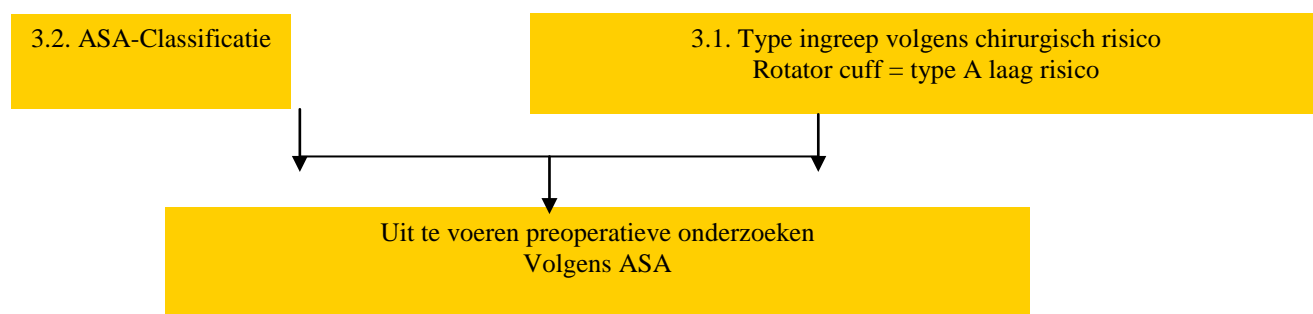 3.2. ASA-Classificatie
3.1. Type ingreep volgens chirurgisch risico
Rotator cuff = type A laag risico
Uit te voeren preoperatieve onderzoeken
Volgens ASA